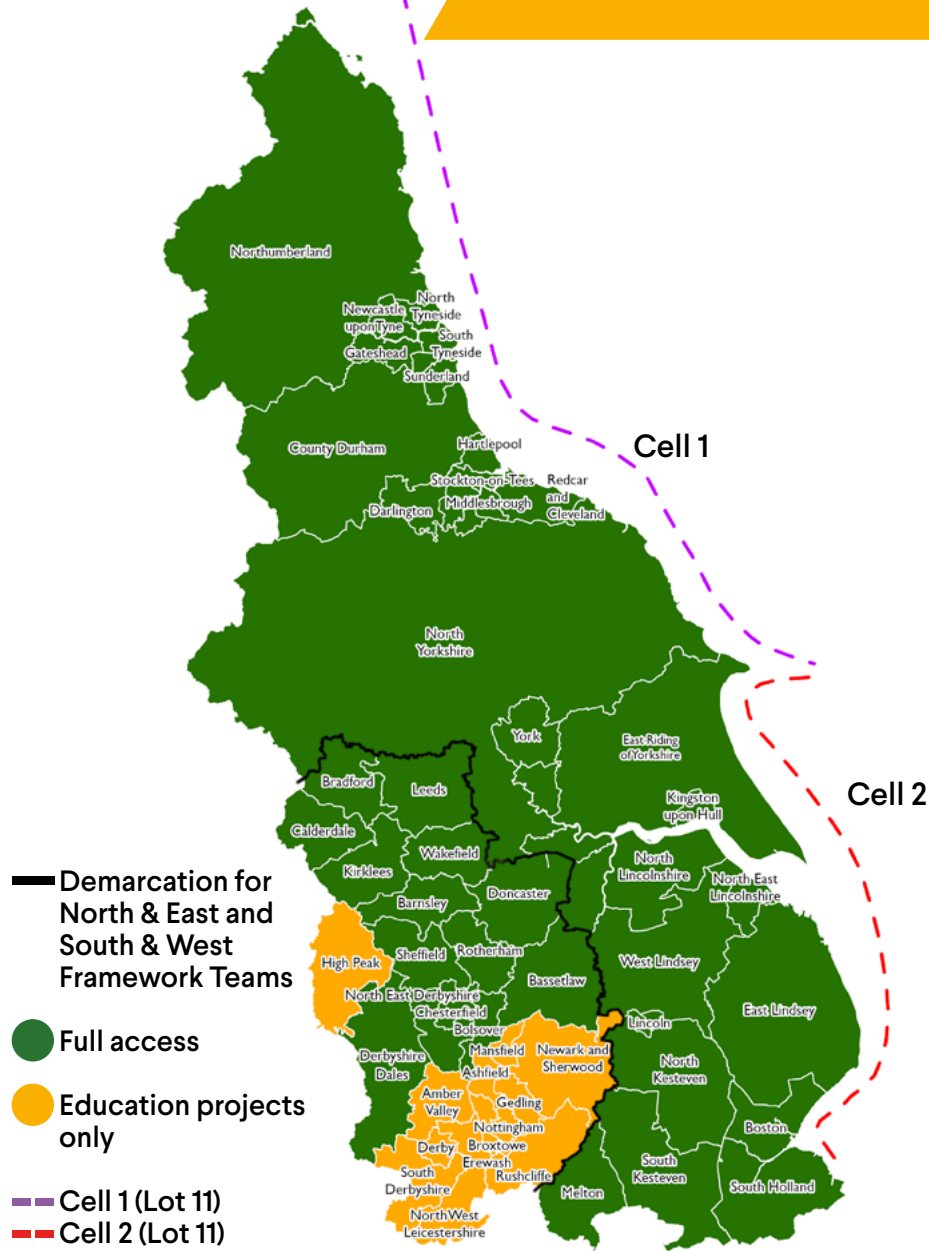 Northumberland
North
Tyneside
Newcastle
upon Tyne
South
Tyneside
Gateshead
Sunderland
County Durham
Hartlepool
Cell 1
Stockton-on-Tees
Redcar
and
Cleveland
Middlesbrough
Darlington
North
Yorkshire
York
East Riding
of Yorkshire
Bradford
Leeds
Kingston
upon Hull
Cell 2
Calderdale
Wakefield
Kirklees
North
Lincolnshire
North East
Lincolnshire
Doncaster
Barnsley
Demarcation for
North & East and
South & West
Framework Teams
High Peak
Sheffield
Rotherham
West Lindsey
Bassetlaw
North East Derbyshire
Chesterfield
East Lindsey
Bolsover
Lincoln
Full access
Derbyshire
Dales
Mansfield
Newark and
Sherwood
Ashfield
North
Kesteven
Education projects
only
Amber
Valley
Gedling
Nottingham
Boston
Derby
Broxtowe
Erewash
Rushcliffe
South
Derbyshire
Melton
South
Kesteven
South Holland
Cell 1 (Lot 11)
North West
Leicestershire
Cell 2 (Lot 11)